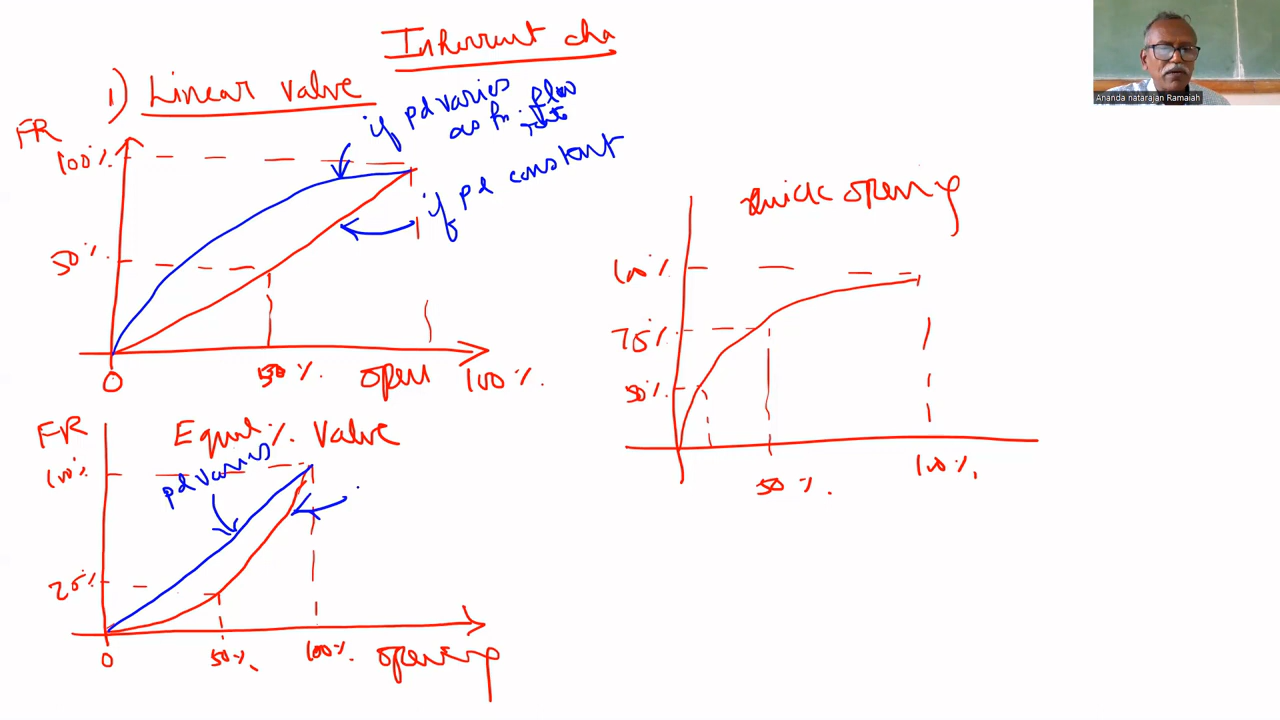 Inherrent cha
1) Linear valve
if pd varies
as fn. flow
rate
if pd constant
FR
100%
50%
0
50%.
open
100%.
FR
Equal % Valve
pd varies
100%
25%
0
50%
100%.
opening
quick opening
100%
75%
50%
50 %.
100%
Ananda natarajan Ramaiah